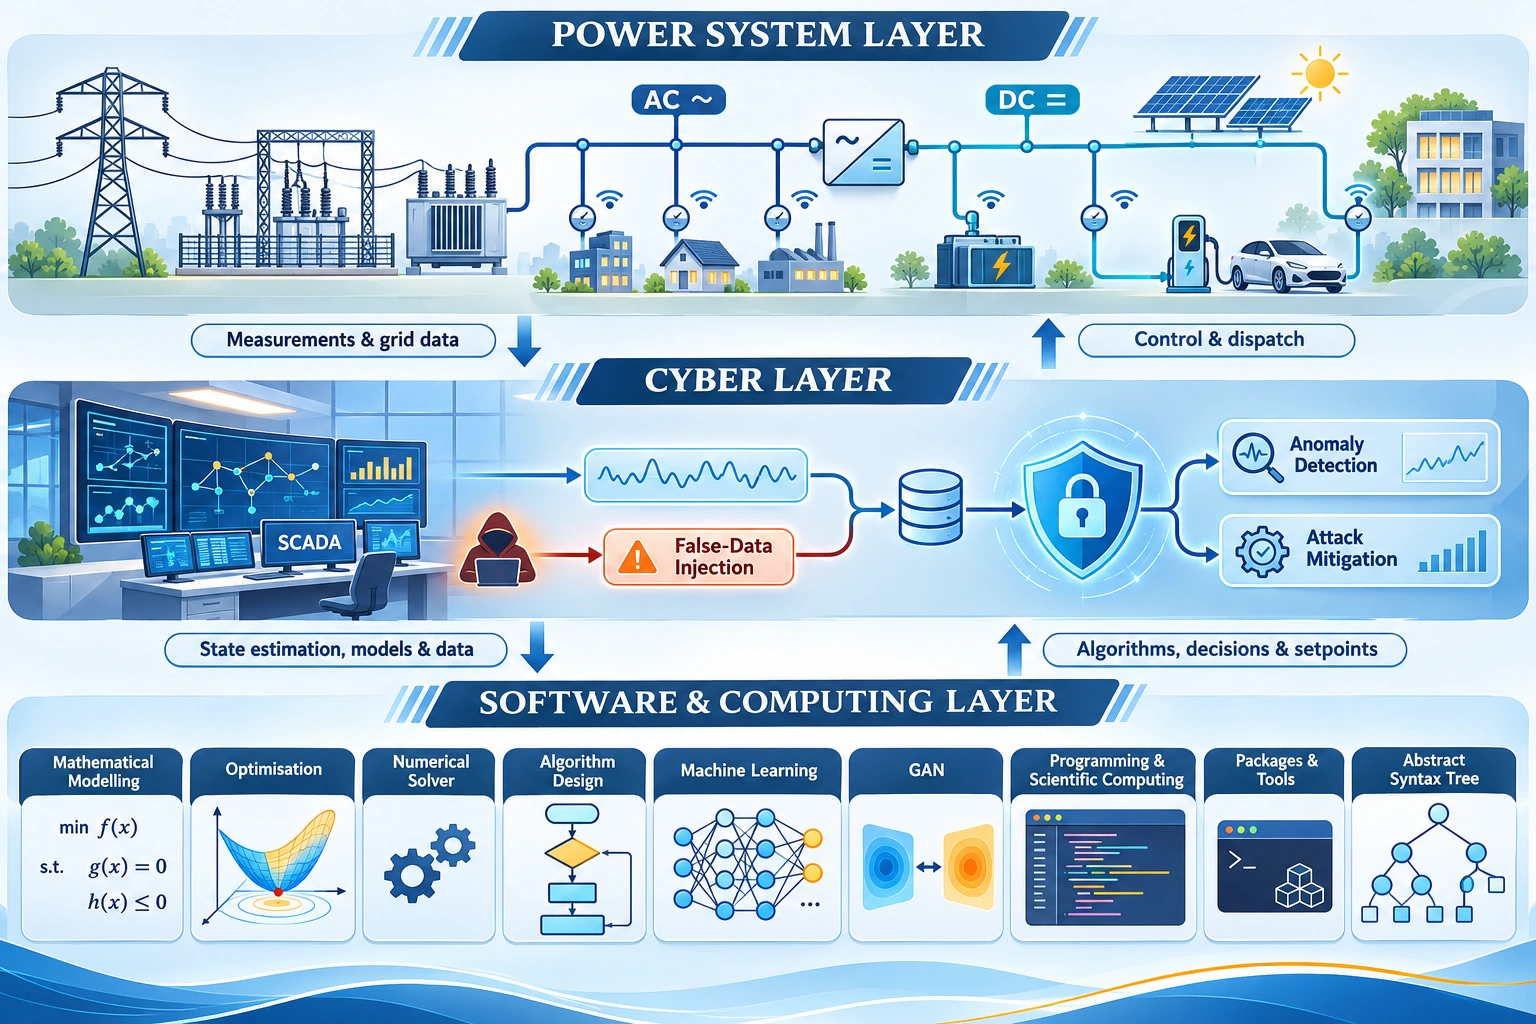 POWER SYSTEM LAYER
AC ~
DC =
Measurements & grid data
Control & dispatch
CYBER LAYER
SCADA
False-Data
Injection
Anomaly
Detection
Attack
Mitigation
State estimation, models & data
Algorithms, decisions & setpoints
SOFTWARE & COMPUTING LAYER
Mathematical
Modelling
min f(x)
s.t. g(x) = 0
h(x) ≤ 0
Optimisation
Numerical
Solver
Algorithm
Design
Machine Learning
...
GAN
Programming &
Scientific Computing
Packages &
Tools
>_
Abstract
Syntax Tree